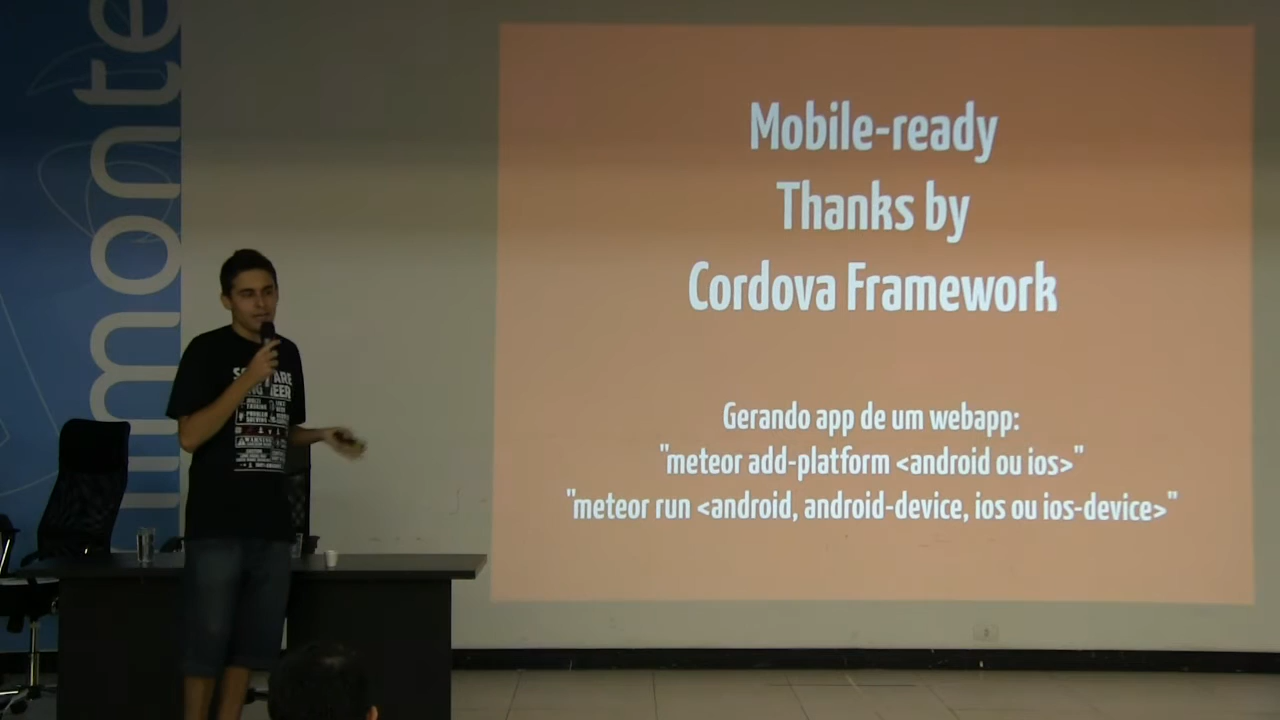 imonte
Mobile-ready
Thanks by
Cordova Framework
Gerando app de um webapp:
"meteor add-platform <android ou ios>"
"meteor run <android, android-device, ios ou ios-device>"
WARNING